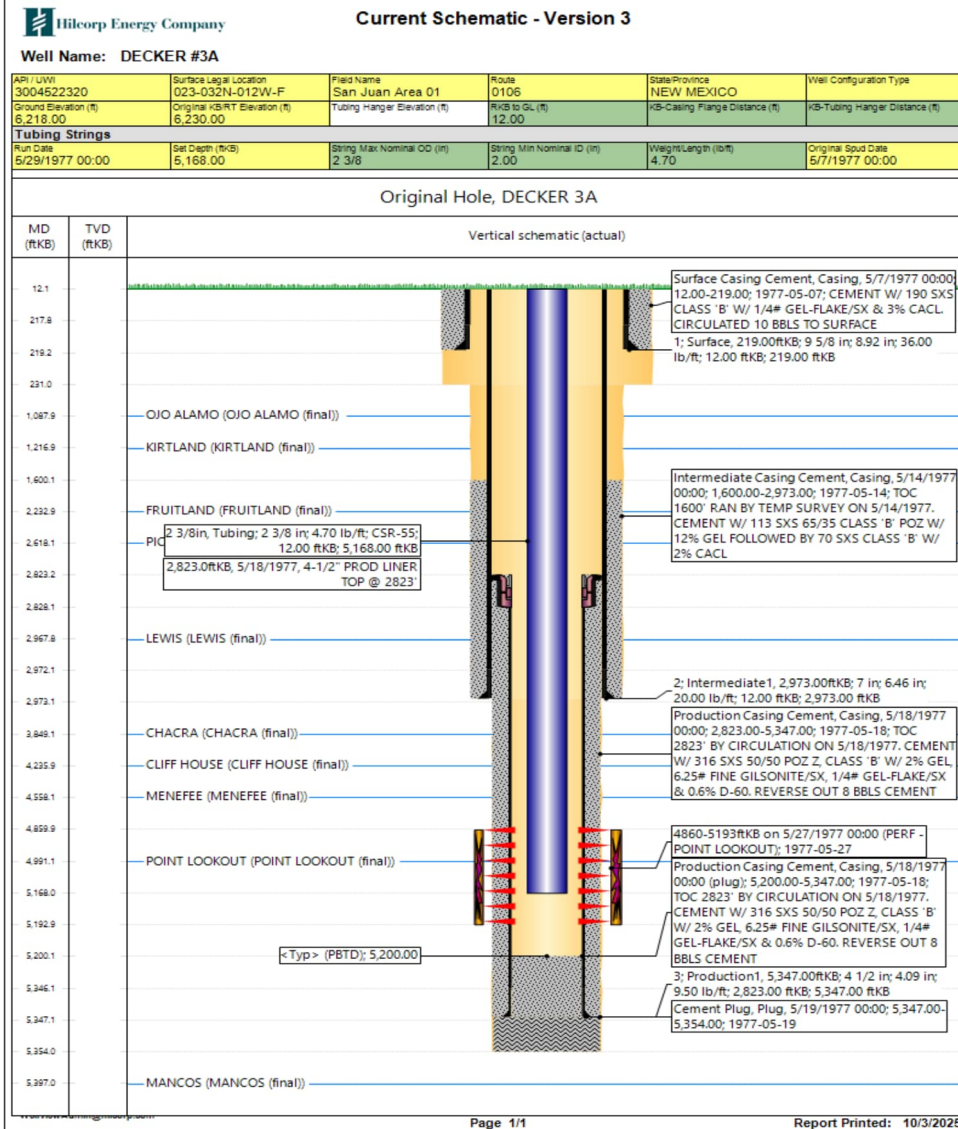 Hilcorp Energy Company
Current Schematic - Version 3
Well Name: DECKER #3A
API / UWI
3004522320
Surface Legal Location
023-032N-012W-F
Field Name
San Juan Area 01
Route
0106
State/Province
NEW MEXICO
Well Configuration Type
Ground Elevation (ft)
6,218.00
Original KB/RT Elevation (ft)
6,230.00
Tubing Hanger Elevation (ft)
RKB to GL (ft)
12.00
KB-Casing Flange Distance (ft)
KB-Tubing Hanger Distance (ft)
Tubing Strings
Run Date
5/29/1977 00:00
Set Depth (ftKB)
5,168.00
String Max Nominal OD (in)
2 3/8
String Min Nominal ID (in)
2.00
Weight/Length (lb/ft)
4.70
Original Spud Date
5/7/1977 00:00
Original Hole, DECKER 3A
MD
(ftKB)
TVD
(ftKB)
Vertical schematic (actual)
12.1
217.8
219.2
231.0
1,087.9
1,216.9
1,600.1
2,232.9
2,618.1
2,823.2
2,828.1
2,967.8
2,972.1
2,973.1
3,849.1
4,235.9
4,558.1
4,859.9
4,991.1
5,168.0
5,192.9
5,200.1
5,346.1
5,347.1
5,354.0
5,397.0
OJO ALAMO (OJO ALAMO (final))
KIRTLAND (KIRTLAND (final))
FRUITLAND (FRUITLAND (final))
PIC
2 3/8in, Tubing; 2 3/8 in; 4.70 lb/ft; CSR-55;
12.00 ftKB; 5,168.00 ftKB
2,823.0ftKB, 5/18/1977, 4-1/2" PROD LINER
TOP @ 2823'
LEWIS (LEWIS (final))
CHACRA (CHACRA (final))
CLIFF HOUSE (CLIFF HOUSE (final))
MENEFEE (MENEFEE (final))
POINT LOOKOUT (POINT LOOKOUT (final))
<Typ> (PBTD); 5,200.00
MANCOS (MANCOS (final))
Surface Casing Cement, Casing, 5/7/1977 00:00;
12.00-219.00; 1977-05-07; CEMENT W/ 190 SXS
CLASS 'B' W/ 1/4# GEL-FLAKE/SX & 3% CACL.
CIRCULATED 10 BBLS TO SURFACE
1; Surface, 219.00ftKB; 9 5/8 in; 8.92 in; 36.00
lb/ft; 12.00 ftKB; 219.00 ftKB
Intermediate Casing Cement, Casing, 5/14/1977
00:00; 1,600.00-2,973.00; 1977-05-14; TOC
1600' RAN BY TEMP SURVEY ON 5/14/1977.
CEMENT W/ 113 SXS 65/35 CLASS 'B' POZ W/
12% GEL FOLLOWED BY 70 SXS CLASS 'B' W/
2% CACL
2; Intermediate1, 2,973.00ftKB; 7 in; 6.46 in;
20.00 lb/ft; 12.00 ftKB; 2,973.00 ftKB
Production Casing Cement, Casing, 5/18/1977
00:00; 2,823.00-5,347.00; 1977-05-18; TOC
2823' BY CIRCULATION ON 5/18/1977. CEMENT
W/ 316 SXS 50/50 POZ Z, CLASS 'B' W/ 2% GEL,
6.25# FINE GILSONITE/SX, 1/4# GEL-FLAKE/SX
& 0.6% D-60. REVERSE OUT 8 BBLS CEMENT
4860-5193ftKB on 5/27/1977 00:00 (PERF -
POINT LOOKOUT); 1977-05-27
Production Casing Cement, Casing, 5/18/1977
00:00 (plug); 5,200.00-5,347.00; 1977-05-18;
TOC 2823' BY CIRCULATION ON 5/18/1977.
CEMENT W/ 316 SXS 50/50 POZ Z, CLASS 'B'
W/ 2% GEL, 6.25# FINE GILSONITE/SX, 1/4#
GEL-FLAKE/SX & 0.6% D-60. REVERSE OUT 8
BBLS CEMENT
3; Production1, 5,347.00ftKB; 4 1/2 in; 4.09 in;
9.50 lb/ft; 2,823.00 ftKB; 5,347.00 ftKB
Cement Plug, Plug, 5/19/1977 00:00; 5,347.00-
5,354.00; 1977-05-19
Page 1/1
Report Printed: 10/3/2025